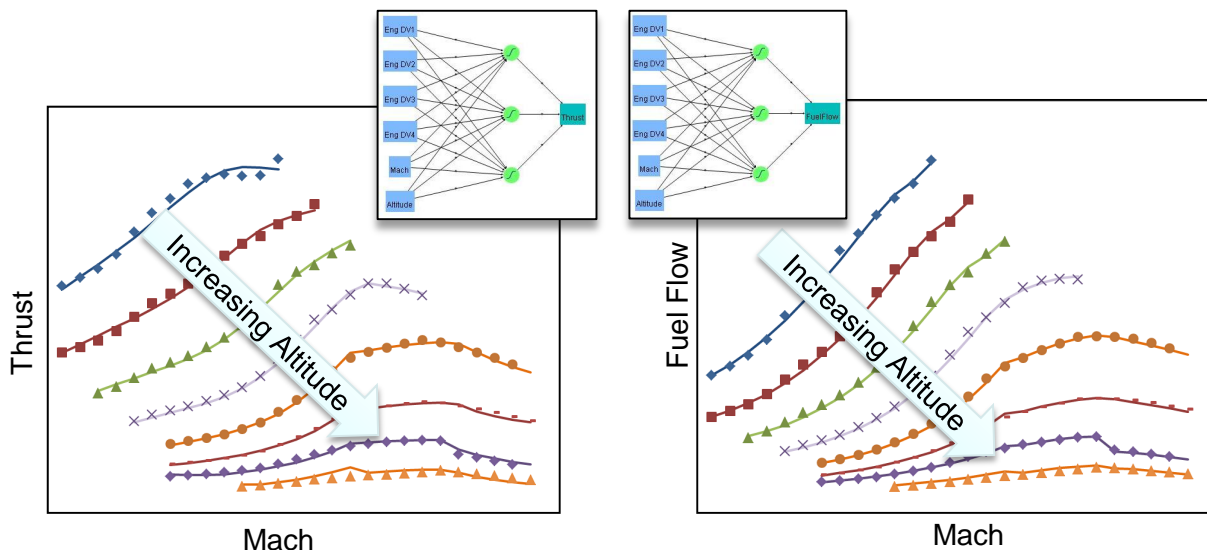 Eng DV1
Eng DV2
Eng DV3
Eng DV4
Mach
Altitude
Thrust
Eng DV1
Eng DV2
Eng DV3
Eng DV4
Mach
Altitude
FuelFlow
Thrust
Increasing Altitude
Mach
Fuel Flow
Increasing Altitude
Mach